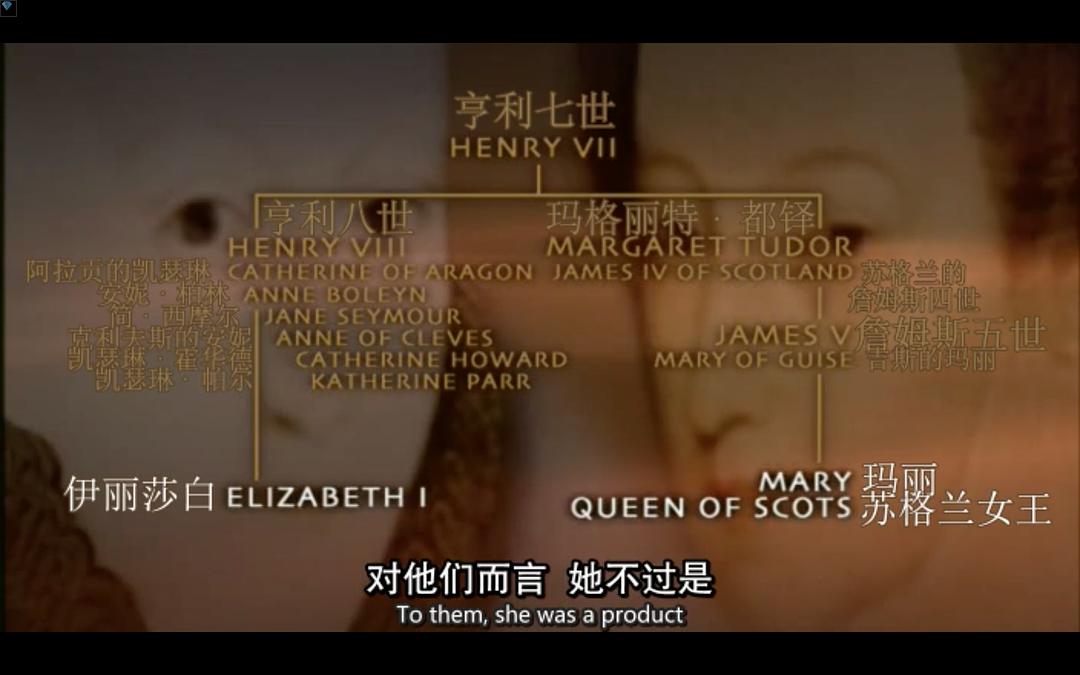 亨利七世
HENRY VII
亨利八世
HENRY VIII
玛格丽特·都铎
MARGARET TUDOR
阿拉贡的凯瑟琳
CATHERINE OF ARAGON
JAMES IV OF SCOTLAND
苏格兰的
詹姆斯四世
安妮·柏林
ANNE BOLEYN
简·西摩尔
JANE SEYMOUR
克利夫斯的安妮
ANNE OF CLEVES
JAMES V
詹姆斯五世
凯瑟琳·霍华德
CATHERINE HOWARD
MARY OF GUISE
吉斯的玛丽
凯瑟琳·帕尔
KATHERINE PARR
伊丽莎白
ELIZABETH I
MARY
QUEEN OF SCOTS
玛丽
苏格兰女王
对他们而言 她不过是
To them, she was a product